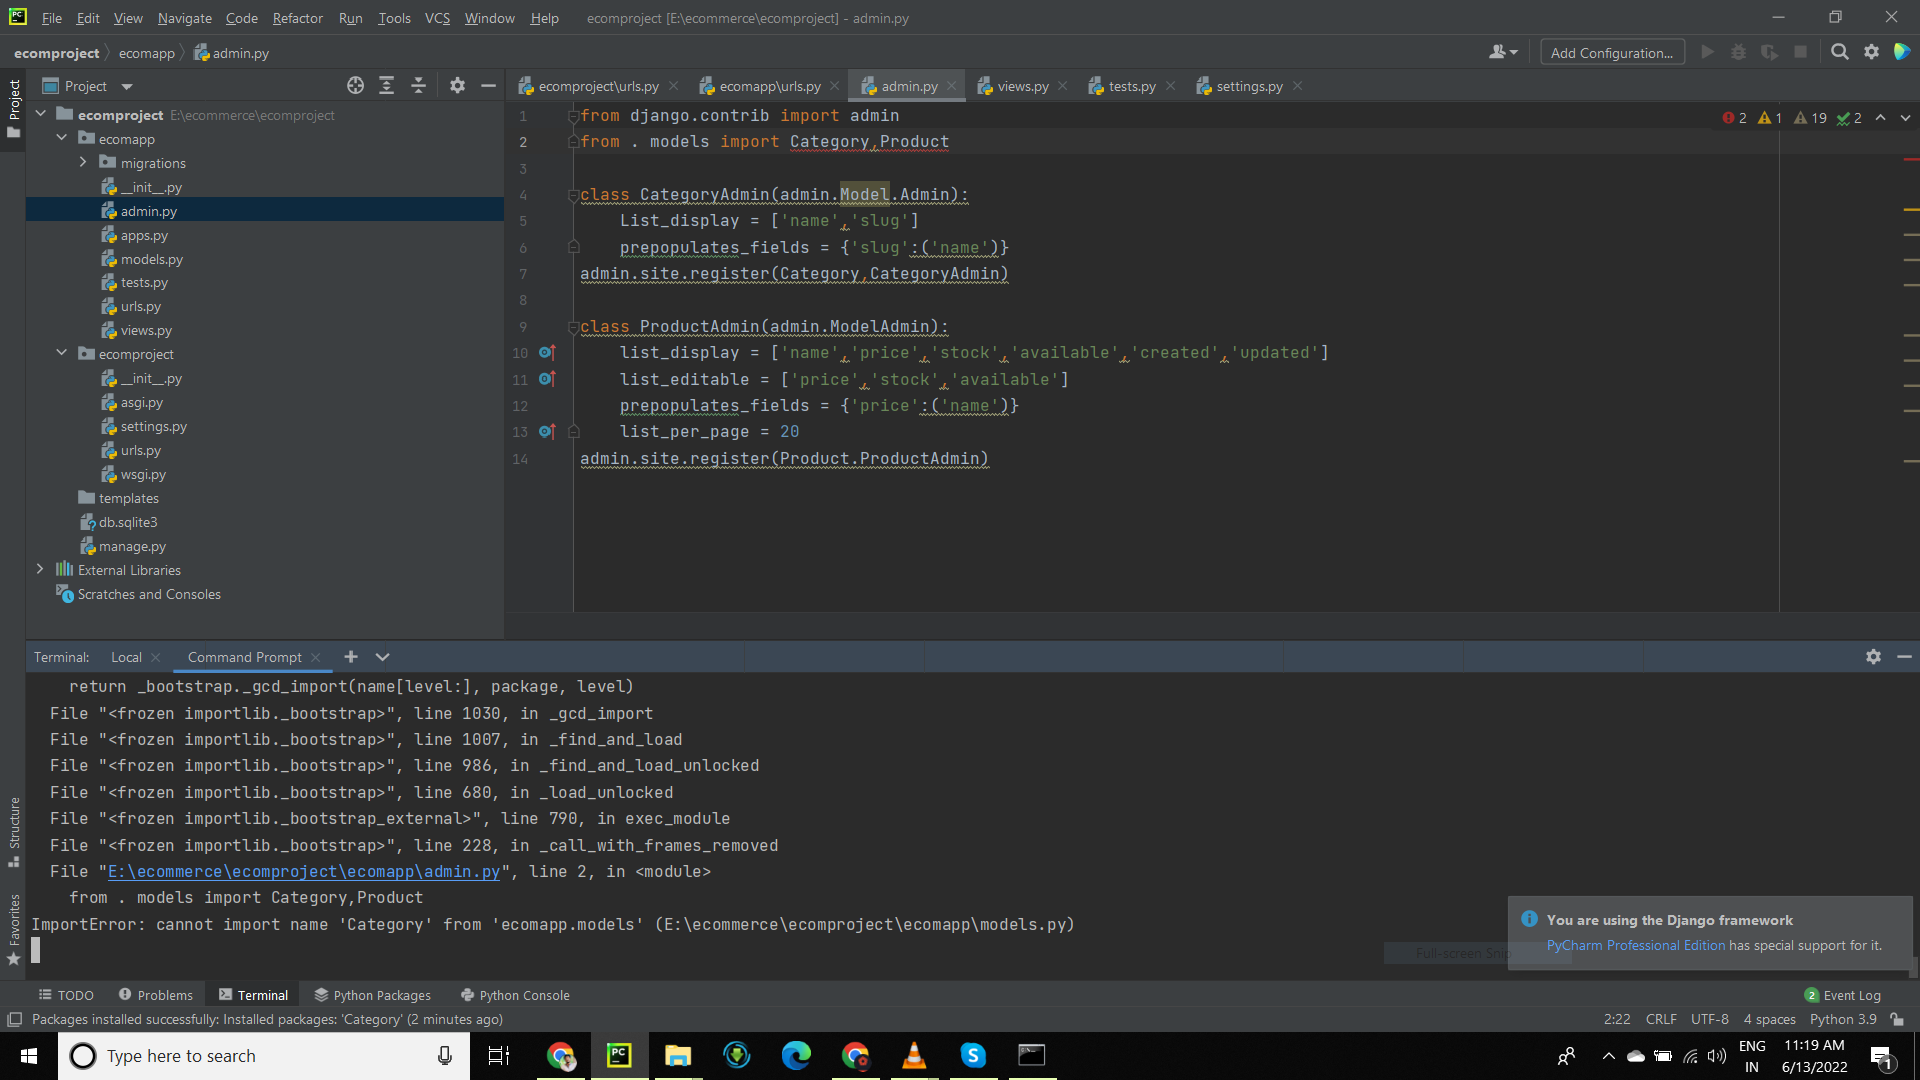 File Edit View Navigate Code Refactor Run Tools VCS Window Help ecomproject [E:\ecommerce\ecomproject] - admin.py
ecomproject ecomapp admin.py
Add Configuration...
Project
Project
ecomproject\urls.py ecomapp\urls.py admin.py views.py tests.py settings.py
ecomproject E:\ecommerce\ecomproject
ecomapp
migrations
__init__.py
admin.py
apps.py
models.py
tests.py
urls.py
views.py
ecomproject
__init__.py
asgi.py
settings.py
urls.py
wsgi.py
templates
db.sqlite3
manage.py
External Libraries
Scratches and Consoles
2 1 19 2
1 from django.contrib import admin
2 from . models import Category,Product
3
4 class CategoryAdmin(admin.Model.Admin):
5 List_display = ['name','slug']
6 prepopulates_fields = {'slug':('name')}
7 admin.site.register(Category,CategoryAdmin)
8
9 class ProductAdmin(admin.ModelAdmin):
10 list_display = ['name','price','stock','available','created','updated']
11 list_editable = ['price','stock','available']
12 prepopulates_fields = {'price':('name')}
13 list_per_page = 20
14 admin.site.register(Product.ProductAdmin)
Terminal: Local Command Prompt
return _bootstrap._gcd_import(name[level:], package, level)
File "<frozen importlib._bootstrap>", line 1030, in _gcd_import
File "<frozen importlib._bootstrap>", line 1007, in _find_and_load
File "<frozen importlib._bootstrap>", line 986, in _find_and_load_unlocked
File "<frozen importlib._bootstrap>", line 680, in _load_unlocked
File "<frozen importlib._bootstrap_external>", line 790, in exec_module
File "<frozen importlib._bootstrap>", line 228, in _call_with_frames_removed
File "E:\ecommerce\ecomproject\ecomapp\admin.py", line 2, in <module>
from . models import Category,Product
ImportError: cannot import name 'Category' from 'ecomapp.models' (E:\ecommerce\ecomproject\ecomapp\models.py)
Structure
Favorites
You are using the Django framework
PyCharm Professional Edition has special support for it.
Full-screen Snip
TODO Problems Terminal Python Packages Python Console
2 Event Log
Packages installed successfully: Installed packages: 'Category' (2 minutes ago)
2:22 CRLF UTF-8 4 spaces Python 3.9
Type here to search
ENG
IN
11:19 AM
6/13/2022
1